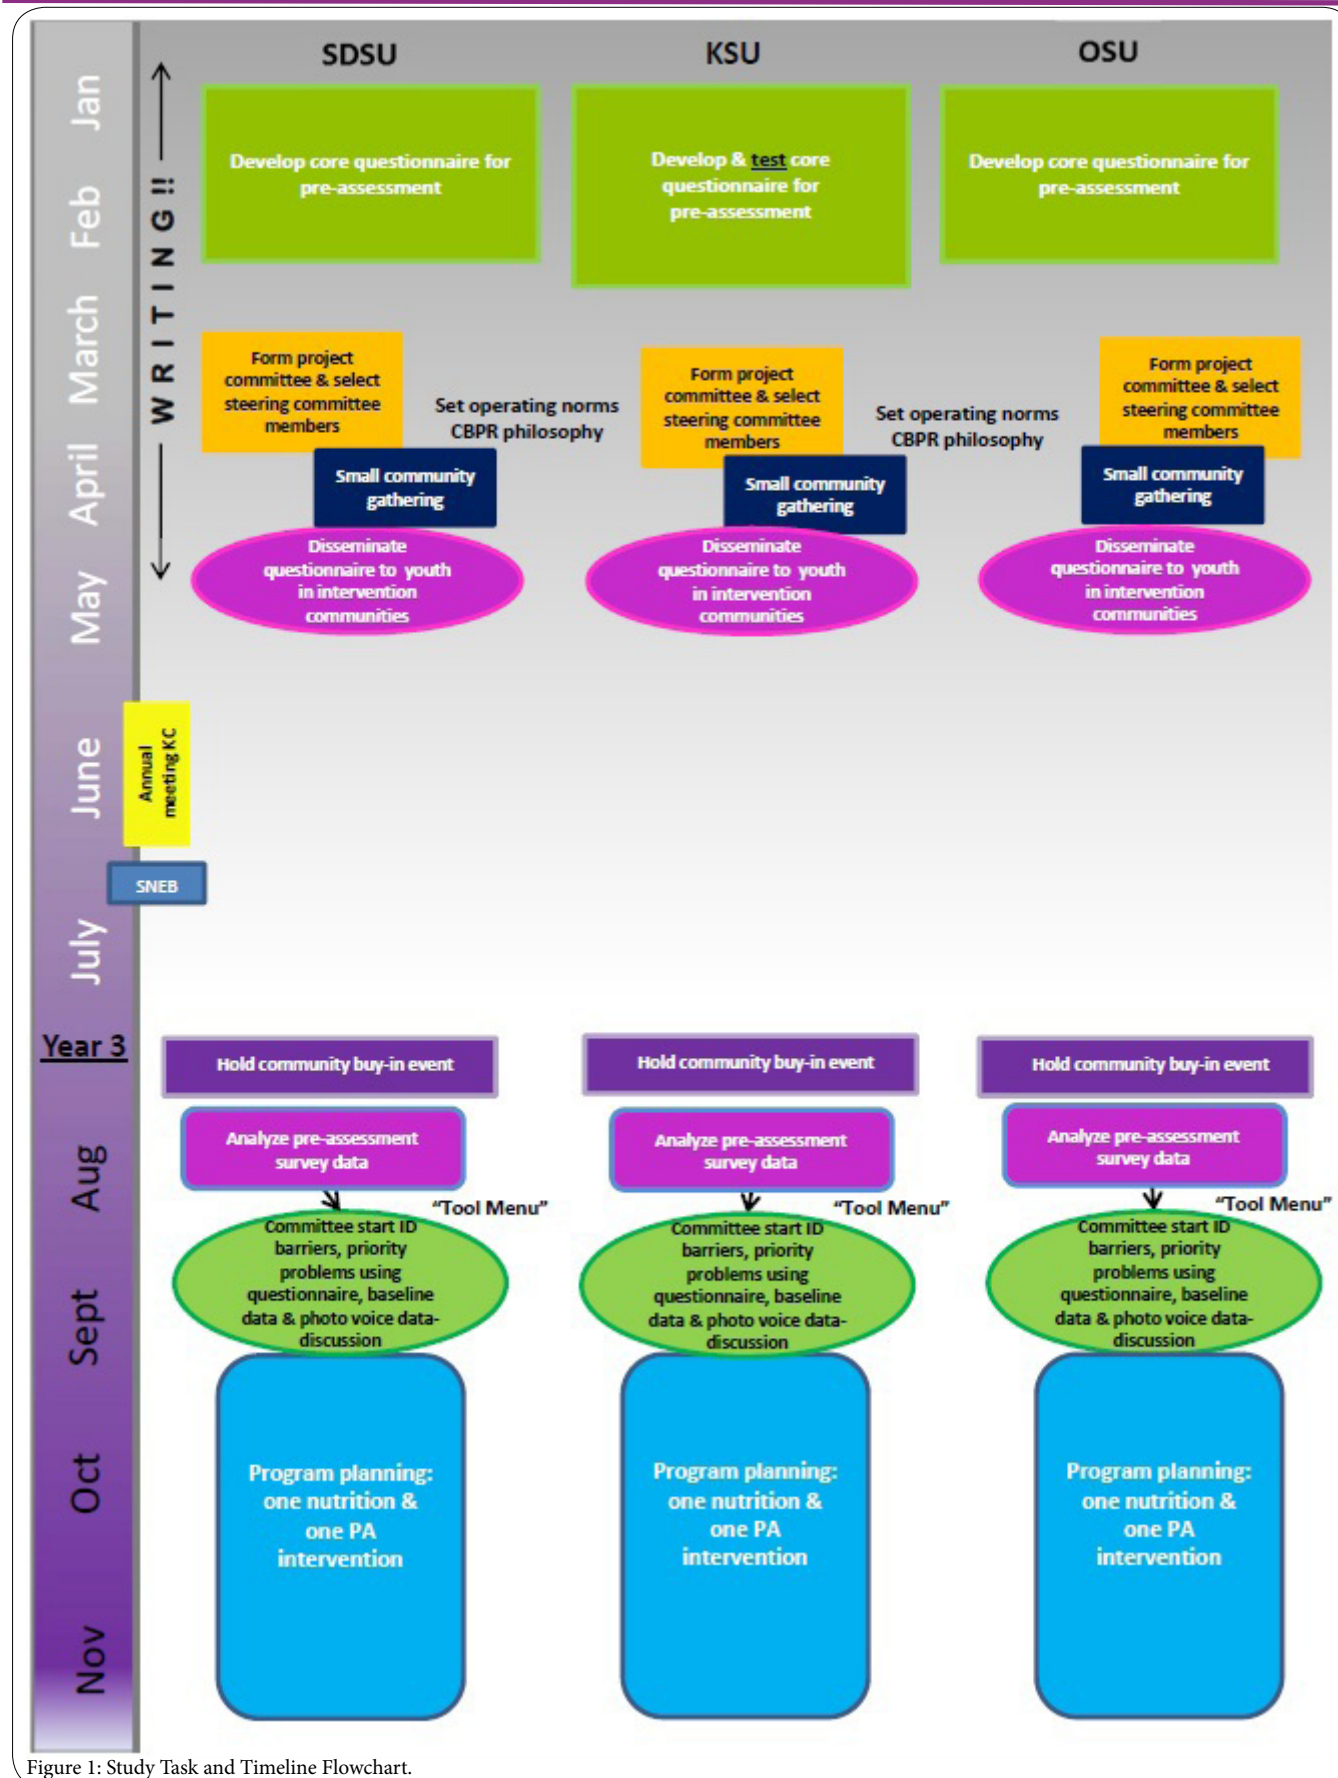 SDSU
KSU
OSU
Jan
Feb
March
April
May
June
July
Year 3
Aug
Sept
Oct
Nov
WRITING!!
Develop core questionnaire for
pre-assessment
Develop & test core
questionnaire for
pre-assessment
Develop core questionnaire for
pre-assessment
Form project
committee & select
steering committee
members
Set operating norms
CBPR philosophy
Form project
committee & select
steering committee
members
Set operating norms
CBPR philosophy
Form project
committee & select
steering committee
members
Small community
gathering
Small community
gathering
Small community
gathering
Disseminate
questionnaire to youth
in intervention
communities
Disseminate
questionnaire to youth
in intervention
communities
Disseminate
questionnaire to youth
in intervention
communities
Annual
meeting KC
SNEB
Hold community buy-in event
Hold community buy-in event
Hold community buy-in event
Analyze pre-assessment
survey data
Analyze pre-assessment
survey data
Analyze pre-assessment
survey data
"Tool Menu"
"Tool Menu"
"Tool Menu"
Committee start ID
barriers, priority
problems using
questionnaire, baseline
data & photo voice data-
discussion
Committee start ID
barriers, priority
problems using
questionnaire, baseline
data & photo voice data-
discussion
Committee start ID
barriers, priority
problems using
questionnaire, baseline
data & photo voice data-
discussion
Program planning:
one nutrition &
one PA
intervention
Program planning:
one nutrition &
one PA
intervention
Program planning:
one nutrition &
one PA
intervention
Figure 1: Study Task and Timeline Flowchart.